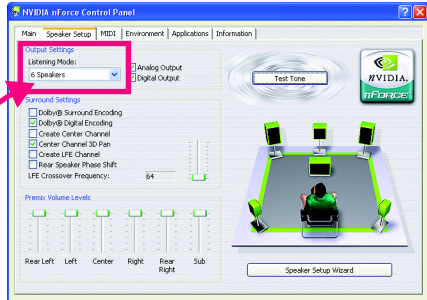 NVIDIA nForce Control Panel
Main Speaker Setup MIDI Environment Applications Information
Output Settings
Listening Mode:
6 Speakers
Analog Output
Digital Output
Test Tone
NVIDIA.
nFORCE
Surround Settings
Dolby® Surround Encoding
Dolby® Digital Encoding
Create Center Channel
Center Channel 3D Pan
Create LFE Channel
Rear Speaker Phase Shift
LFE Crossover Frequency: 64
Premix Volume Levels
Rear Left Left Center Right Rear Right Sub
Speaker Setup Wizard